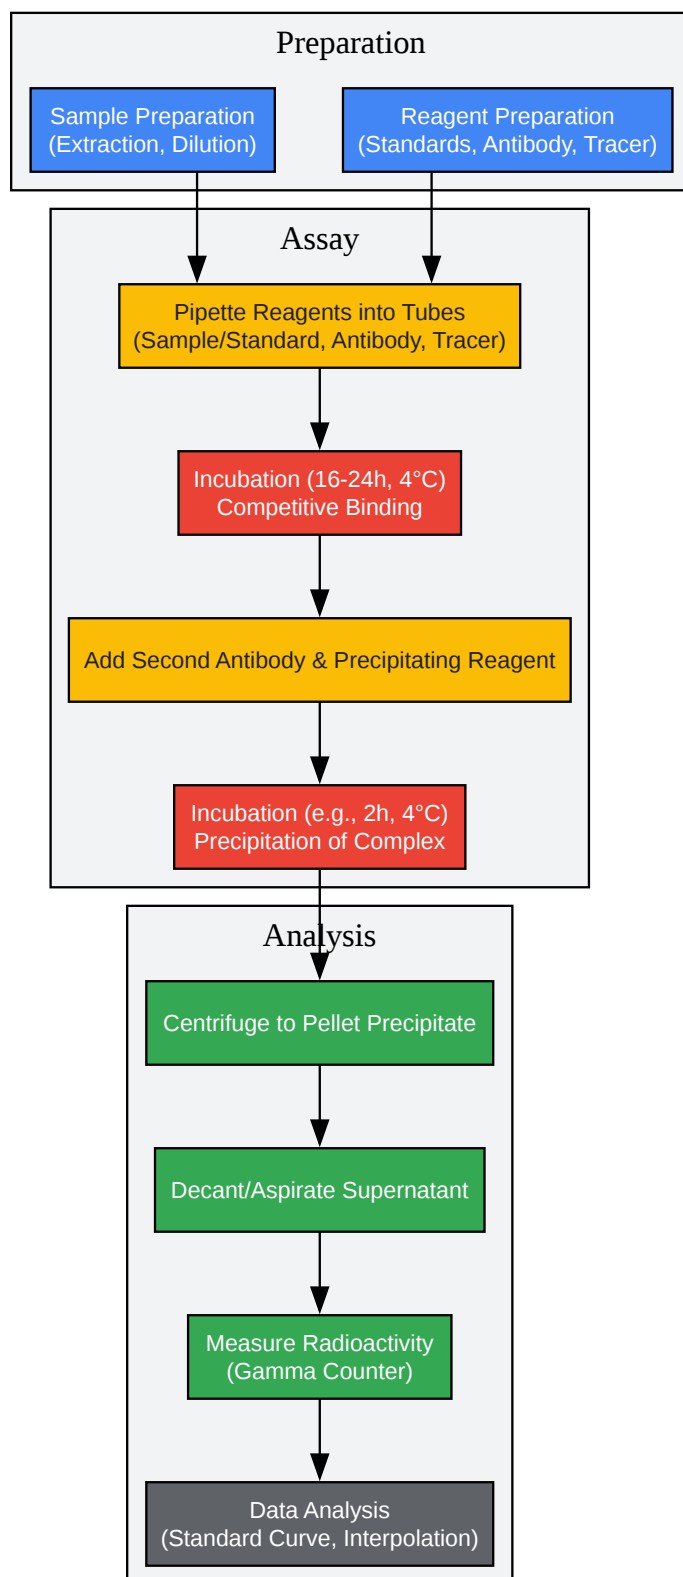 Preparation
Sample Preparation
(Extraction, Dilution)
Reagent Preparation
(Standards, Antibody, Tracer)
Assay
Pipette Reagents into Tubes
(Sample/Standard, Antibody, Tracer)
Incubation (16-24h, 4°C)
Competitive Binding
Add Second Antibody & Precipitating Reagent
Incubation (e.g., 2h, 4°C)
Precipitation of Complex
Analysis
Centrifuge to Pellet Precipitate
Decant/Aspirate Supernatant
Measure Radioactivity
(Gamma Counter)
Data Analysis
(Standard Curve, Interpolation)